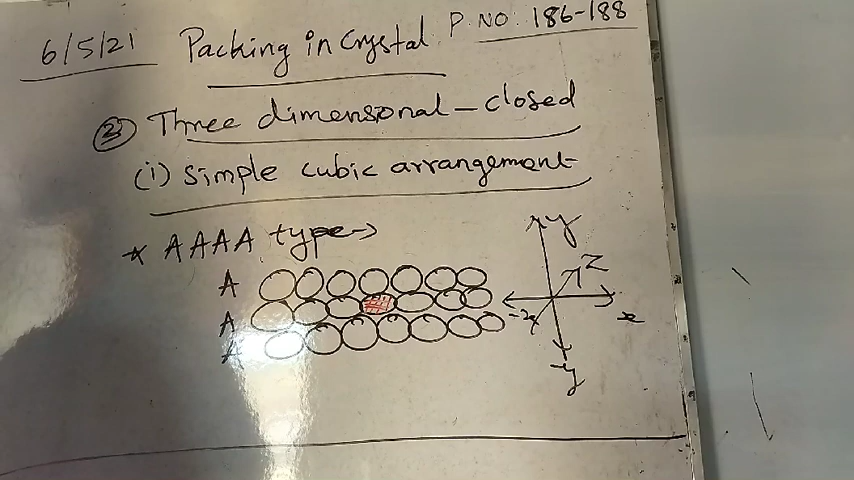 6/5/21 Packing in Crystal P. NO: 186-188
③ Three dimensional - closed
(i) Simple cubic arrangement
* AAAA type →
A
A
A
y
Z
-x
x
-y